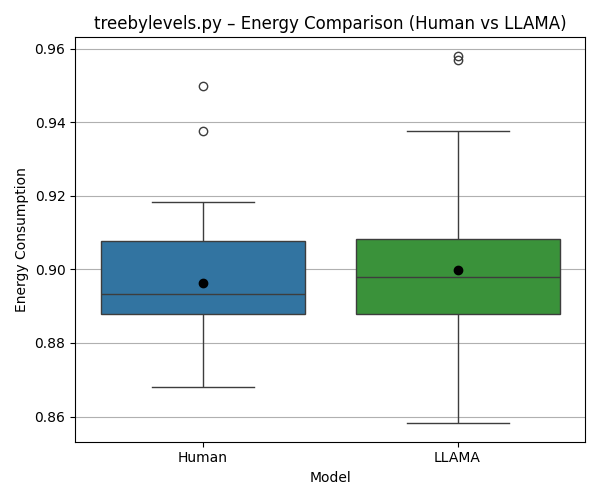 treebylevels.py – Energy Comparison (Human vs LLAMA)
0.96
0.94
0.92
0.90
0.88
0.86
Energy Consumption
Human
LLAMA
Model